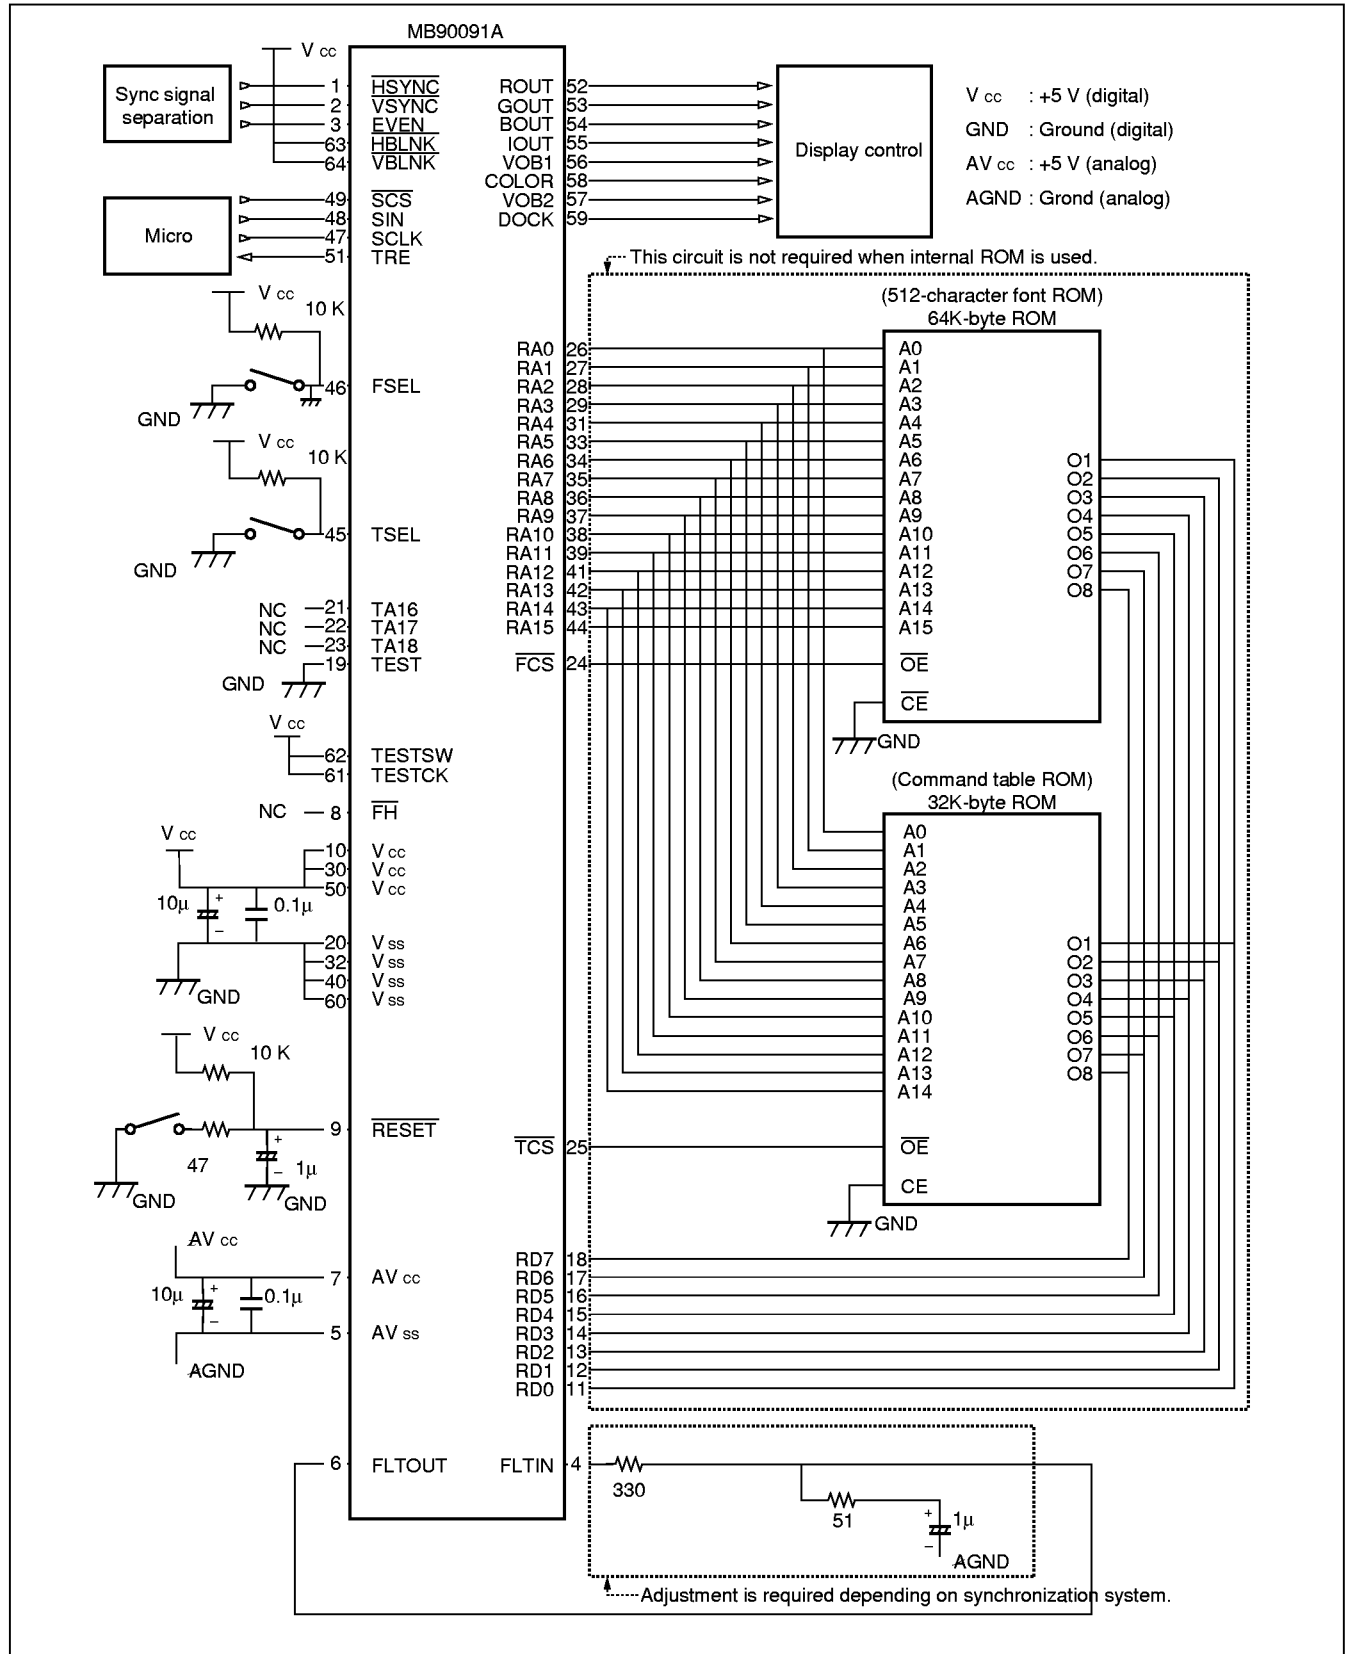 MB90091A
V cc
Sync signal
separation
1 HSYNC
2 VSYNC
3 EVEN
63 HBLNK
64 VBLNK
Micro
49 SCS
48 SIN
47 SCLK
51 TRE
V cc
10 K
46 FSEL
GND
V cc
10 K
45 TSEL
GND
NC 21 TA16
NC 22 TA17
NC 23 TA18
19 TEST
GND
V cc
62 TESTSW
61 TESTCK
NC 8 FH
V cc
10 V cc
30 V cc
50 V cc
10μ + − 0.1μ
20 V ss
32 V ss
40 V ss
60 V ss
GND
V cc
10 K
9 RESET
47
+ − 1μ
GND
GND
AV cc
7 AV cc
10μ + − 0.1μ
5 AV ss
AGND
6 FLTOUT
ROUT 52
GOUT 53
BOUT 54
IOUT 55
VOB1 56
COLOR 58
VOB2 57
DOCK 59
Display control
V cc : +5 V (digital)
GND : Ground (digital)
AV cc : +5 V (analog)
AGND : Grond (analog)
This circuit is not required when internal ROM is used.
(512-character font ROM)
64K-byte ROM
RA0 26 A0
RA1 27 A1
RA2 28 A2
RA3 29 A3
RA4 31 A4
RA5 33 A5
RA6 34 A6 O1
RA7 35 A7 O2
RA8 36 A8 O3
RA9 37 A9 O4
RA10 38 A10 O5
RA11 39 A11 O6
RA12 41 A12 O7
RA13 42 A13 O8
RA14 43 A14
RA15 44 A15
FCS 24 OE
CE
GND
(Command table ROM)
32K-byte ROM
A0
A1
A2
A3
A4
A5
A6 O1
A7 O2
A8 O3
A9 O4
A10 O5
A11 O6
A12 O7
A13 O8
A14
TCS 25 OE
CE
GND
RD7 18
RD6 17
RD5 16
RD4 15
RD3 14
RD2 13
RD1 12
RD0 11
FLTIN 4
330
51
+ − 1μ
AGND
Adjustment is required depending on synchronization system.